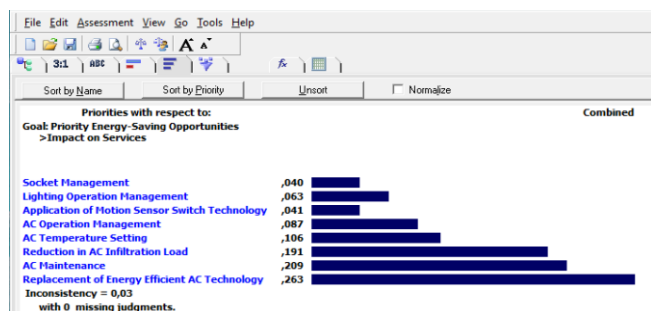 File Edit Assessment View Go Tools Help
A A
3:1 ABC fx
Sort by Name Sort by Priority Unsort Normalize
Priorities with respect to: Combined
Goal: Priority Energy-Saving Opportunities
>Impact on Services
Socket Management ,040
Lighting Operation Management ,063
Application of Motion Sensor Switch Technology ,041
AC Operation Management ,087
AC Temperature Setting ,106
Reduction in AC Infiltration Load ,191
AC Maintenance ,209
Replacement of Energy Efficient AC Technology ,263
Inconsistency = 0,03
with 0 missing judgments.